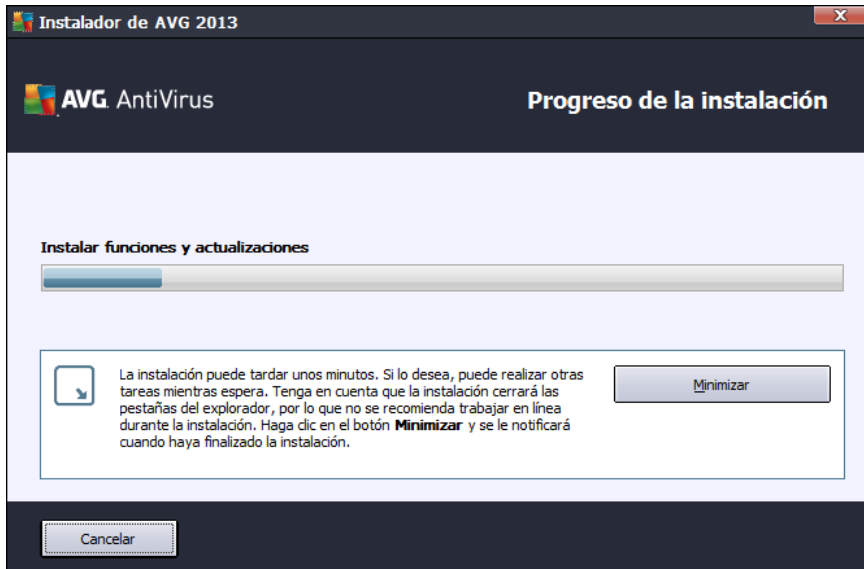 Instalador de AVG 2013
AVG. AntiVirus
Progreso de la instalación
Instalar funciones y actualizaciones
La instalación puede tardar unos minutos. Si lo desea, puede realizar otras
tareas mientras espera. Tenga en cuenta que la instalación cerrará las
pestañas del explorador, por lo que no se recomienda trabajar en línea
durante la instalación. Haga clic en el botón Minimizar y se le notificará
cuando haya finalizado la instalación.
Minimizar
Cancelar